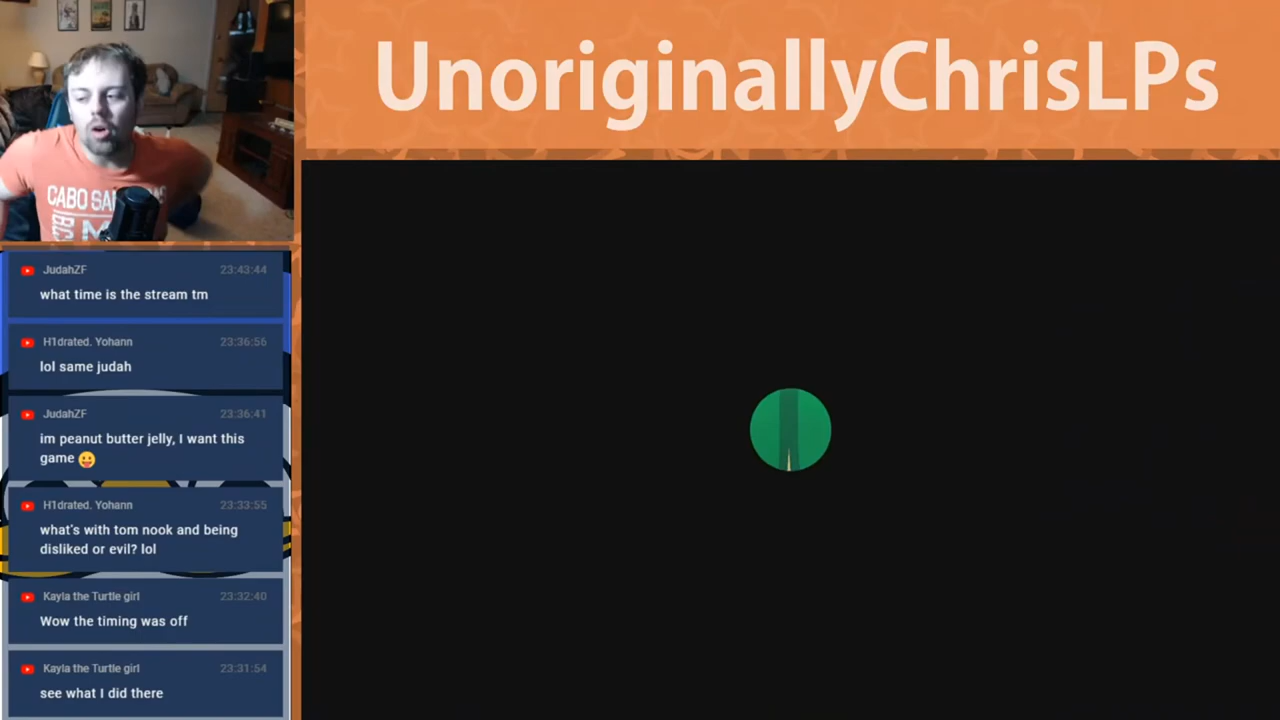 UnoriginallyChrisLPs
JudahZF 23:43:44
what time is the stream tm
H1drated. Yohann 23:36:56
lol same judah
JudahZF 23:36:41
im peanut butter jelly, I want this
game 😛
H1drated. Yohann 23:33:55
what's with tom nook and being
disliked or evil? lol
Kayla the Turtle girl 23:32:40
Wow the timing was off
Kayla the Turtle girl 23:31:54
see what I did there